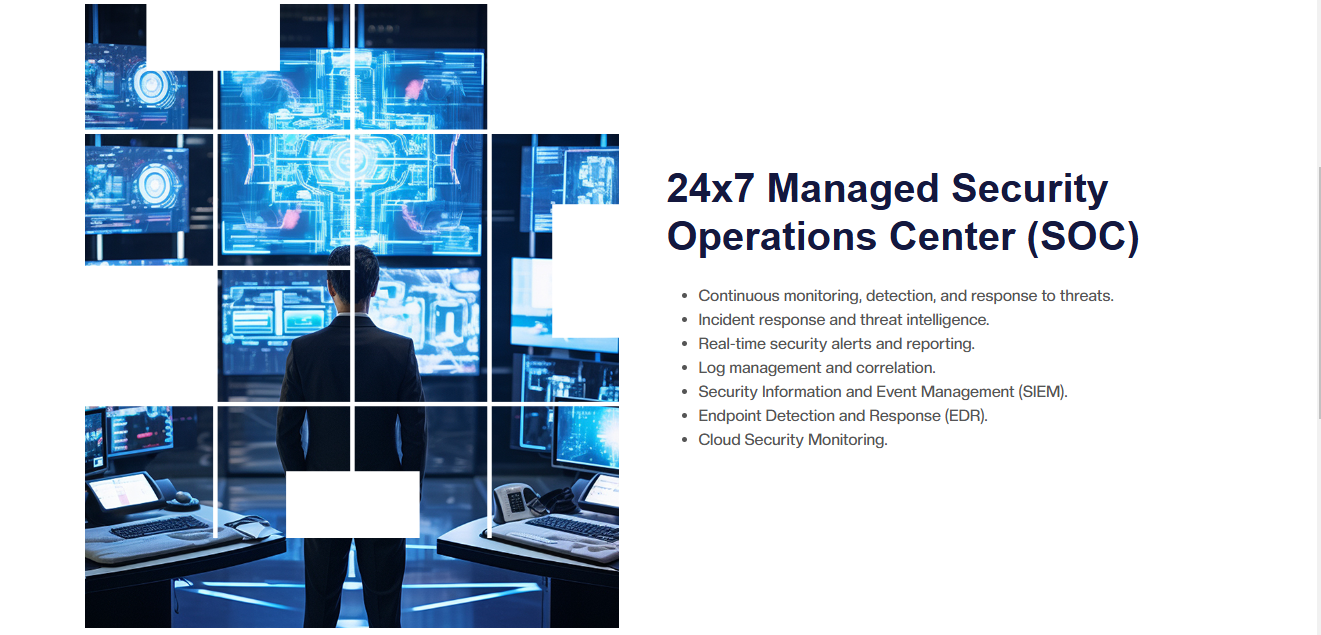 24x7 Managed Security
Operations Center (SOC)
Continuous monitoring, detection, and response to threats.
Incident response and threat intelligence.
Real-time security alerts and reporting.
Log management and correlation.
Security Information and Event Management (SIEM).
Endpoint Detection and Response (EDR).
Cloud Security Monitoring.